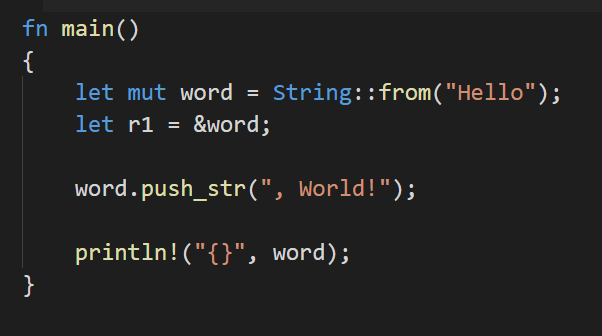 fn main()
{
    let mut word = String::from("Hello");
    let r1 = &word;

    word.push_str(", World!");

    println!("{}", word);
}